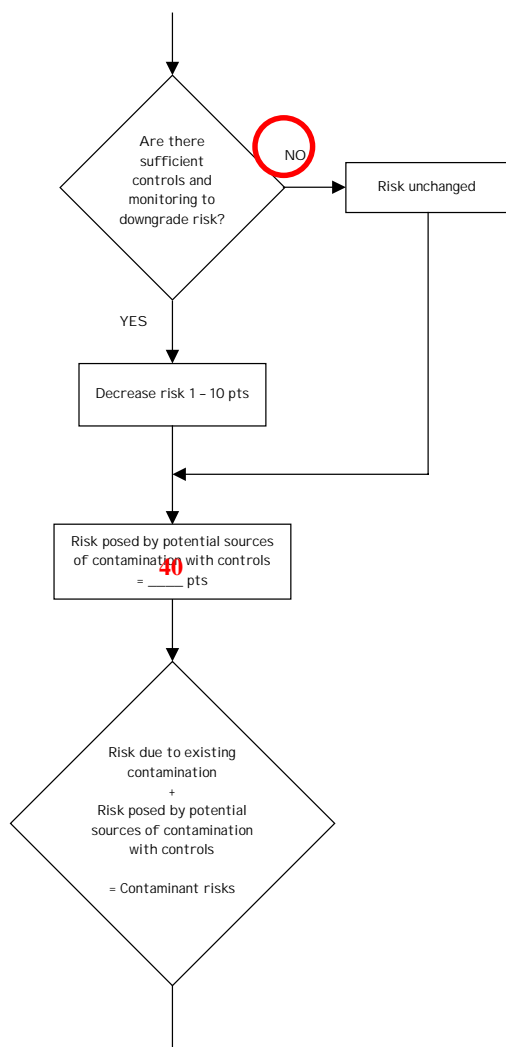 Are there
sufficient
controls and
monitoring to
downgrade risk?
NO
Risk unchanged
YES
Decrease risk 1 – 10 pts
Risk posed by potential sources
of contamination with controls
= _____ pts
40
Risk due to existing
contamination
+
Risk posed by potential
sources of contamination
with controls
= Contaminant risks